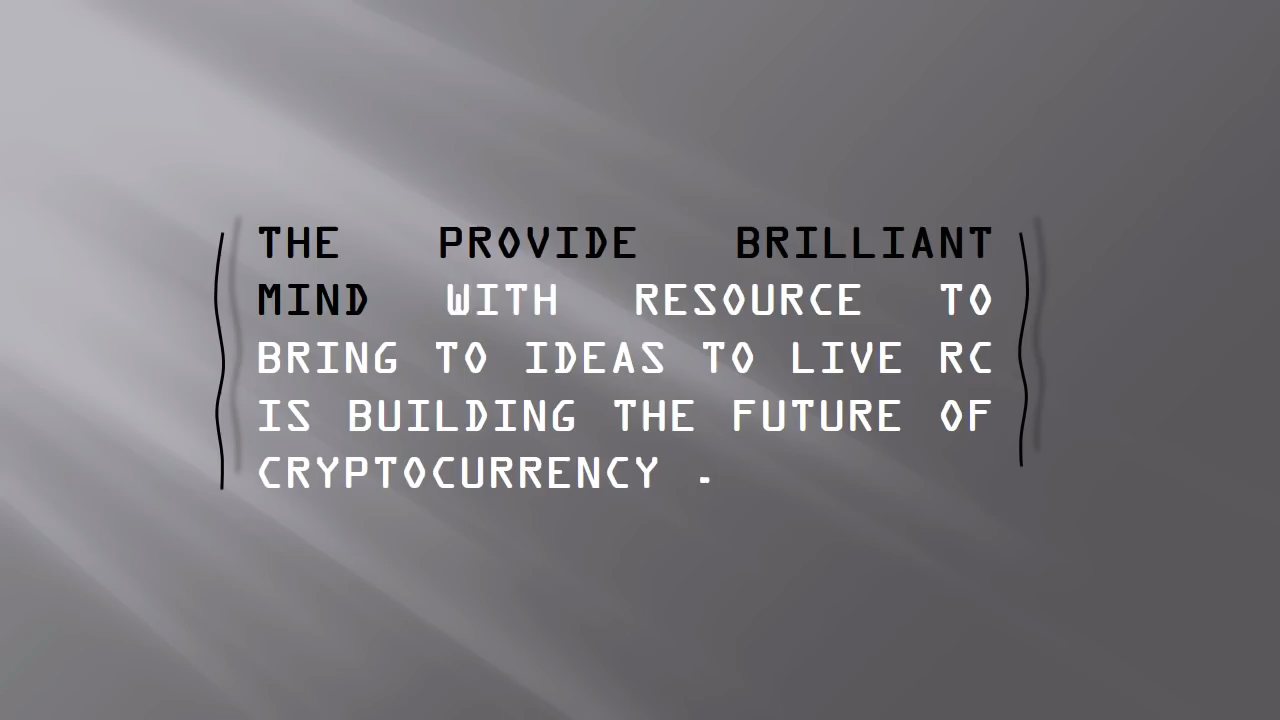 THE PROVIDE BRILLIANT
MIND WITH RESOURCE TO
BRING TO IDEAS TO LIVE RC
IS BUILDING THE FUTURE OF
CRYPTOCURRENCY .